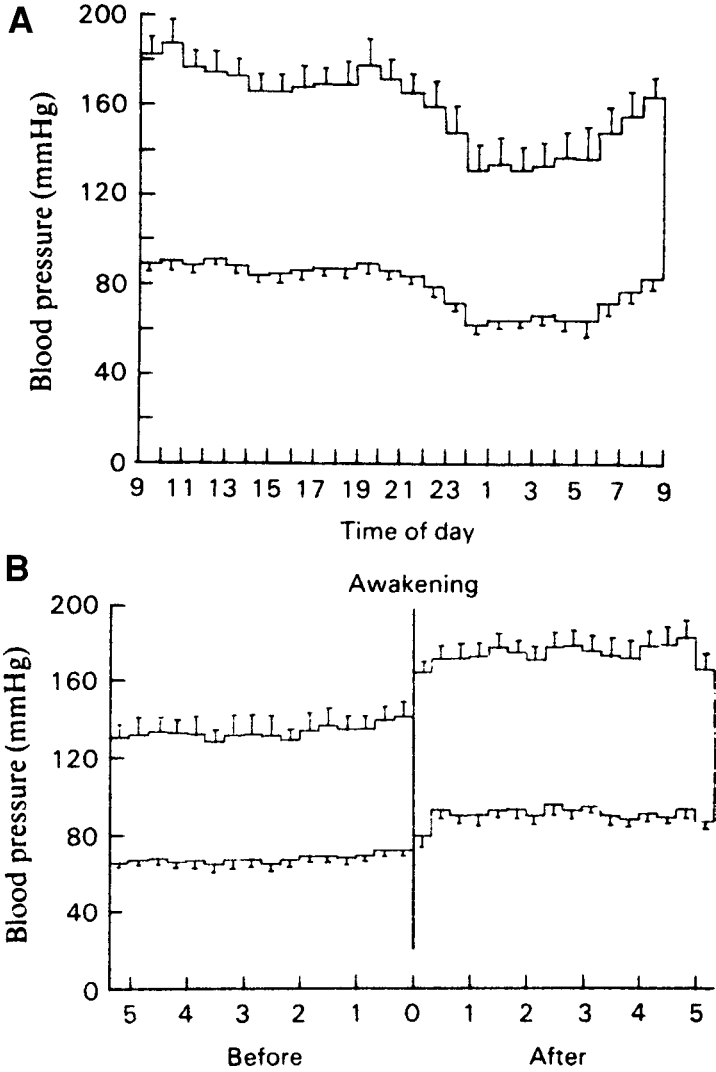 A
Blood pressure (mmHg)
200
160
120
80
40
0
9 11 13 15 17 19 21 23 1 3 5 7 9
Time of day
B
Awakening
Blood pressure (mmHg)
200
160
120
80
40
0
5 4 3 2 1 0 1 2 3 4 5
Before After